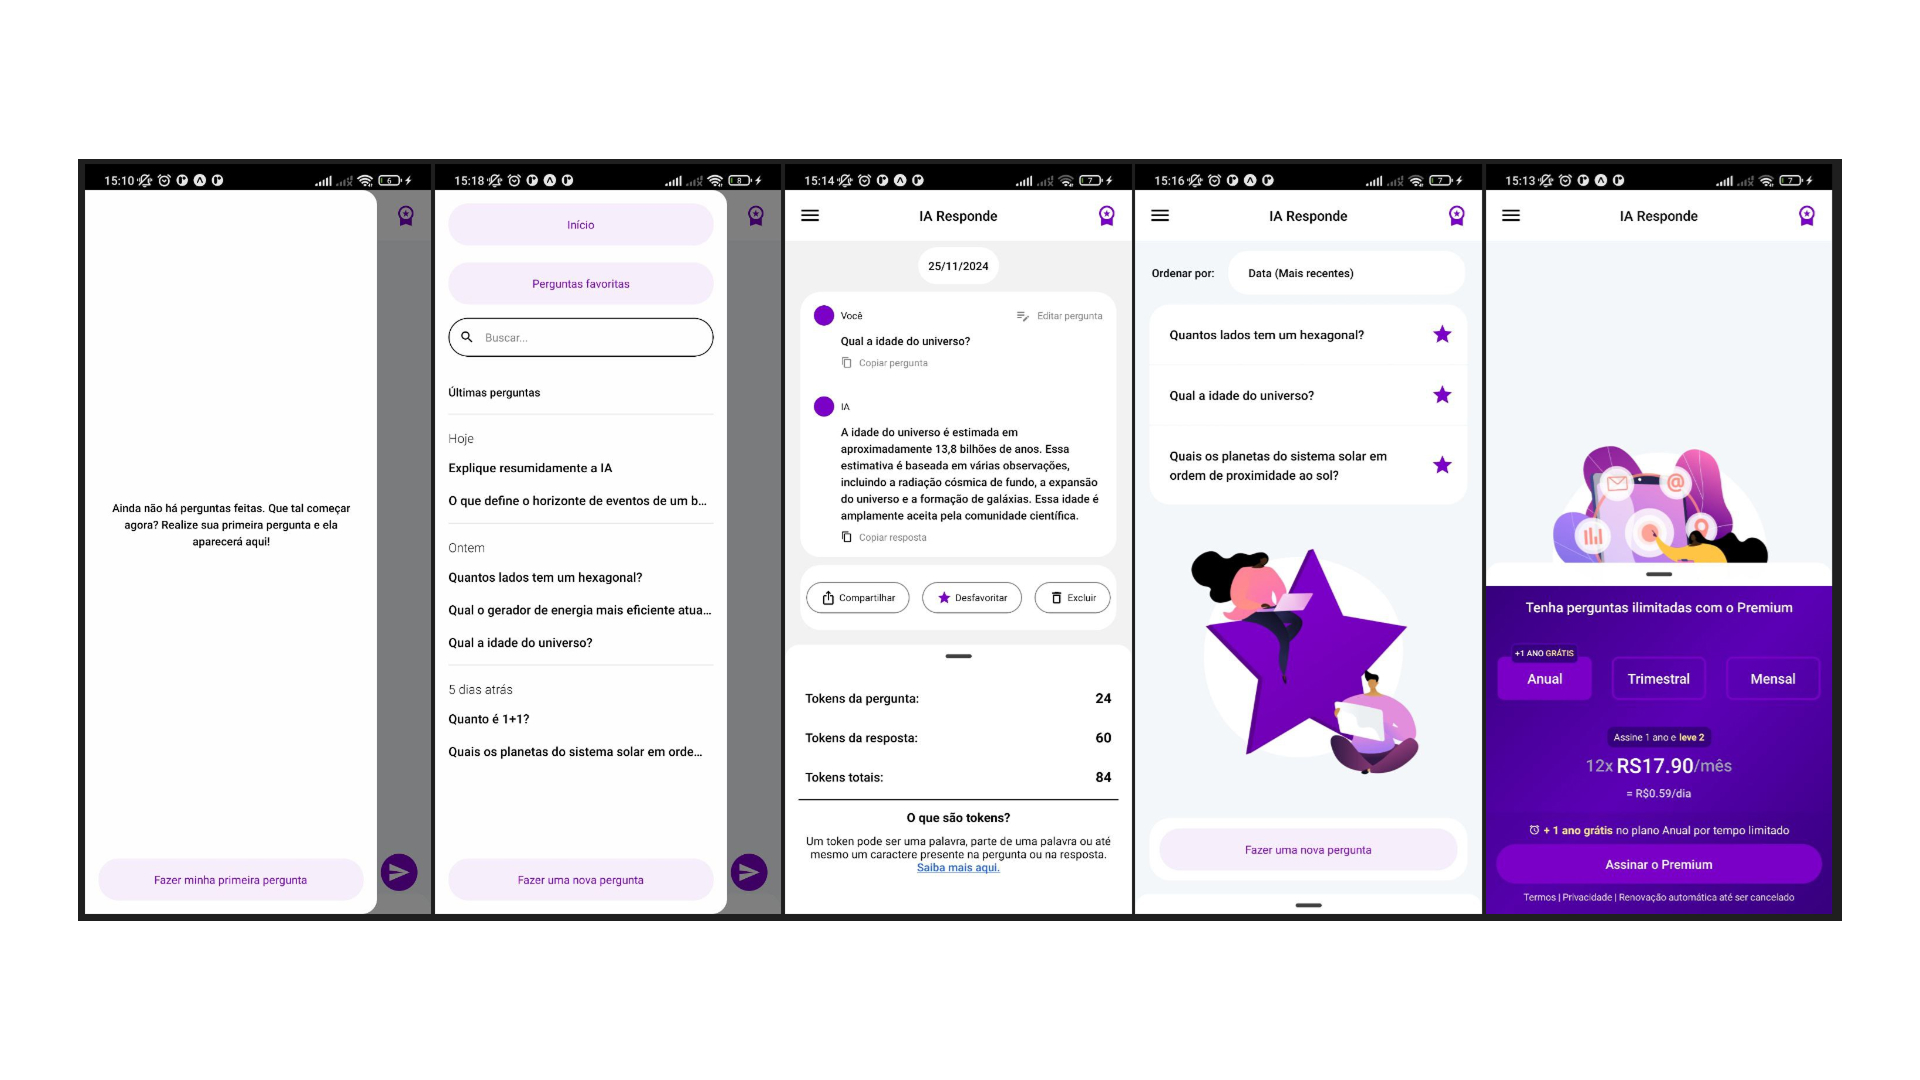 15:10
6
Ainda não há perguntas feitas. Que tal começar
agora? Realize sua primeira pergunta e ela
aparecerá aqui!
Fazer minha primeira pergunta
15:18
8
Início
Perguntas favoritas
Buscar...
Últimas perguntas
Hoje
Explique resumidamente a IA
O que define o horizonte de eventos de um b...
Ontem
Quantos lados tem um hexagonal?
Qual o gerador de energia mais eficiente atua...
Qual a idade do universo?
5 dias atrás
Quanto é 1+1?
Quais os planetas do sistema solar em orde...
Fazer uma nova pergunta
15:14
7
IA Responde
25/11/2024
Você
Editar pergunta
Qual a idade do universo?
Copiar pergunta
IA
A idade do universo é estimada em
aproximadamente 13,8 bilhões de anos. Essa
estimativa é baseada em várias observações,
incluindo a radiação cósmica de fundo, a expansão
do universo e a formação de galáxias. Essa idade é
amplamente aceita pela comunidade científica.
Copiar resposta
Compartilhar
Desfavoritar
Excluir
Tokens da pergunta: 24
Tokens da resposta: 60
Tokens totais: 84
O que são tokens?
Um token pode ser uma palavra, parte de uma palavra ou até
mesmo um caractere presente na pergunta ou na resposta.
Saiba mais aqui.
15:16
7
IA Responde
Ordenar por: Data (Mais recentes)
Quantos lados tem um hexagonal?
Qual a idade do universo?
Quais os planetas do sistema solar em
ordem de proximidade ao sol?
Fazer uma nova pergunta
15:13
7
IA Responde
@
Tenha perguntas ilimitadas com o Premium
+1 ANO GRÁTIS
Anual
Trimestral
Mensal
Assine 1 ano e leve 2
12x RS17.90/mês
= R$0.59/dia
+ 1 ano grátis no plano Anual por tempo limitado
Assinar o Premium
Termos | Privacidade | Renovação automática até ser cancelado